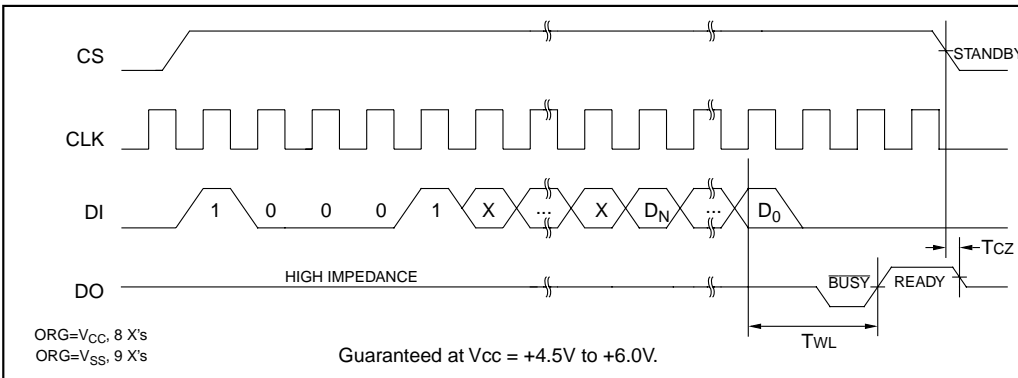 CS
STANDBY
CLK
DI
1 0 0 0 1 X ... X DN ... D0
TCZ
DO
HIGH IMPEDANCE
BUSY
READY
TWL
ORG=VCC, 8 X's
ORG=VSS, 9 X's
Guaranteed at Vcc = +4.5V to +6.0V.